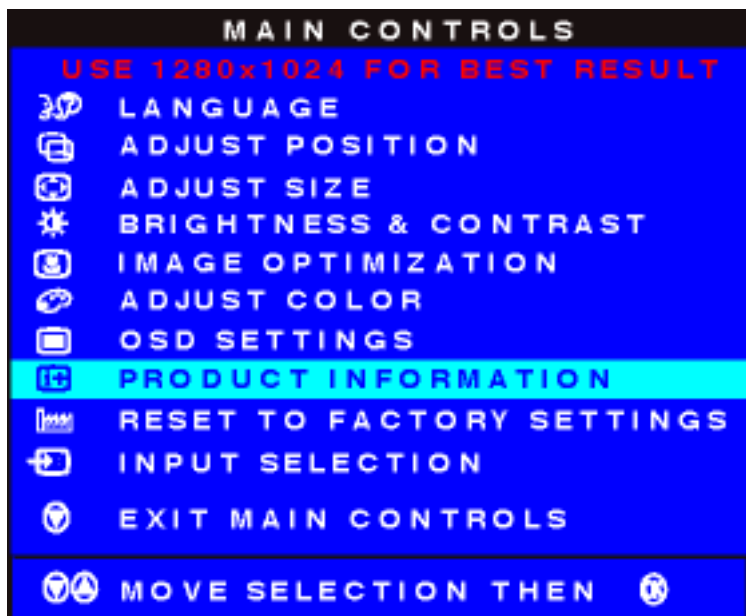 MAIN CONTROLS
USE 1280x1024 FOR BEST RESULT
LANGUAGE
ADJUST POSITION
ADJUST SIZE
BRIGHTNESS & CONTRAST
IMAGE OPTIMIZATION
ADJUST COLOR
OSD SETTINGS
PRODUCT INFORMATION
RESET TO FACTORY SETTINGS
INPUT SELECTION
EXIT MAIN CONTROLS
MOVE SELECTION THEN OK